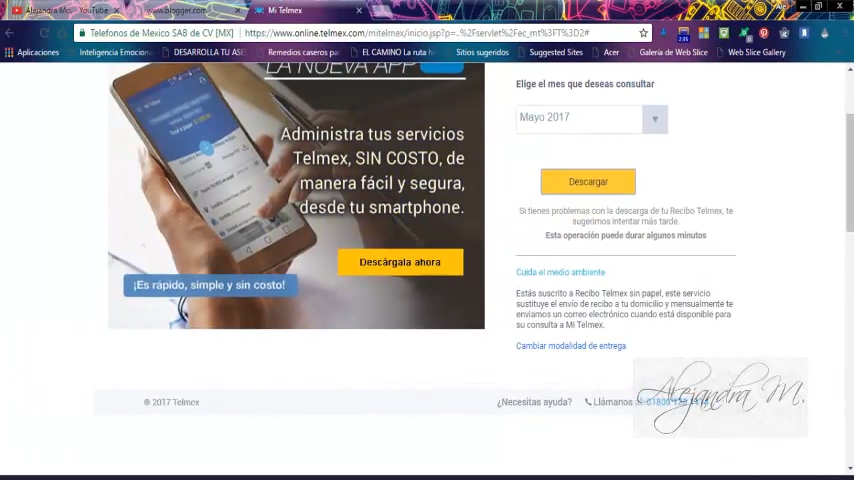 Alejandra Mo... YouTube
www.blogger.com
Mi Telmex
Telefonos de Mexico SAB de CV [MX] https://www.online.telmex.com/mitelmex/inicio.jsp?p=..%2Fservlet%2Fec_mt%3FT%3D2#
Aplicaciones Inteligencia Emociona DESARROLLA TU ASE Remedios caseros pa EL CAMINO La ruta h Sitios sugeridos Suggested Sites Acer Galería de Web Slice Web Slice Gallery
LA NUEVA APP
Administra tus servicios
Telmex, SIN COSTO, de
manera fácil y segura,
desde tu smartphone.
Descárgala ahora
¡Es rápido, simple y sin costo!
Elige el mes que deseas consultar
Mayo 2017
Descargar
Si tienes problemas con la descarga de tu Recibo Telmex, te
sugerimos intentar más tarde.
Esta operación puede durar algunos minutos
Cuida el medio ambiente
Estás suscrito a Recibo Telmex sin papel, este servicio
sustituye el envío de recibo a tu domicilio y mensualmente te
enviamos un correo electrónico cuando está disponible para
su consulta a Mi Telmex.
Cambiar modalidad de entrega
® 2017 Telmex
¿Necesitas ayuda? Llámanos
Alejandra M.